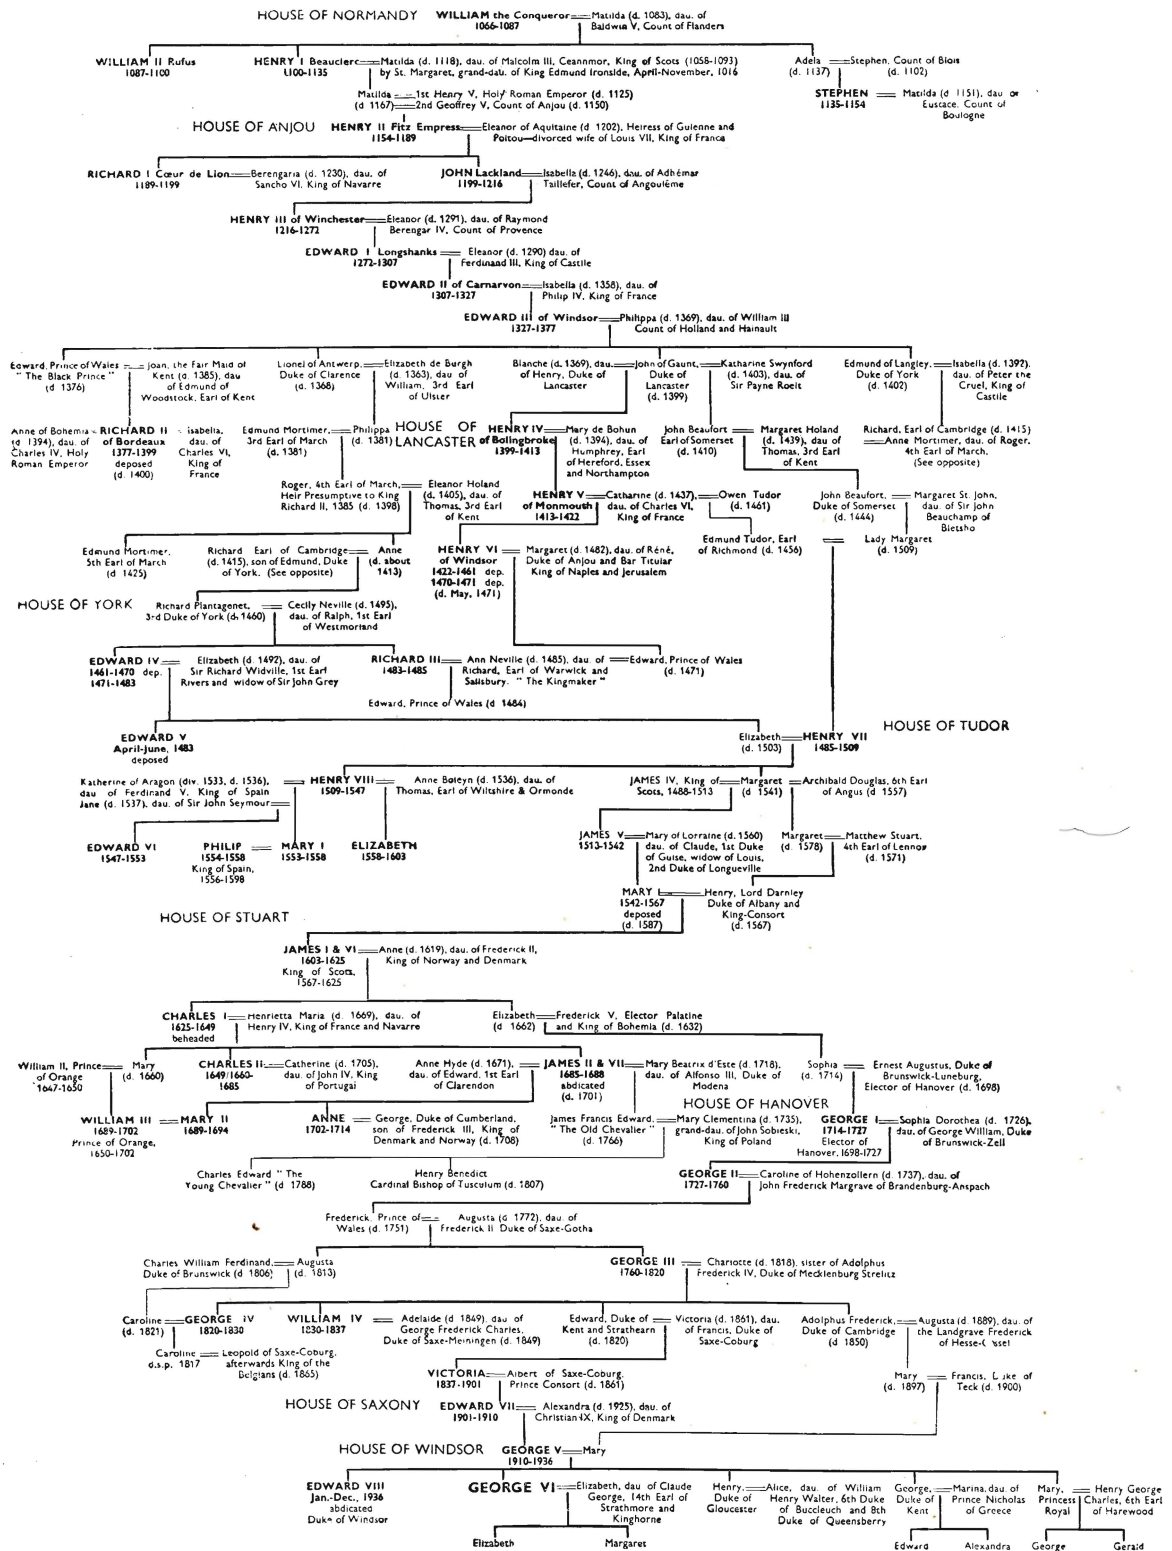 HOUSE OF NORMANDY
WILLIAM the Conqueror
1066-1087
Matilda (d. 1083), dau. of
Baldwin V, Count of Flanders
WILLIAM II Rufus
1087-1100
HENRY I Beauclerc
1100-1135
Matilda (d. 1118), dau. of Malcolm III, Ceannmor, King of Scots (1058-1093)
by St. Margaret, grand-dau. of King Edmund Ironside, April-November, 1016
Adela
(d. 1137)
Stephen, Count of Blois
(d. 1102)
Matilda
(d 1167)
1st Henry V, Holy Roman Emperor (d. 1125)
2nd Geoffrey V, Count of Anjou (d. 1150)
STEPHEN
1135-1154
Matilda (d 1151), dau or
Eustace, Count of
Boulogne
HOUSE OF ANJOU
HENRY II Fitz Empress
1154-1189
Eleanor of Aquitaine (d 1202), Heiress of Guienne and
Poitou—divorced wife of Louis VII, King of France
RICHARD I Cœur de Lion
1189-1199
Berengaria (d. 1230), dau. of
Sancho VI. King of Navarre
JOHN Lackland
1199-1216
Isabella (d. 1246), dau. of Adhémar
Taillefer, Count of Angoulême
HENRY III of Winchester
1216-1272
Eleanor (d. 1291), dau. of Raymond
Berengar IV, Count of Provence
EDWARD I Longshanks
1272-1307
Eleanor (d. 1290) dau. of
Ferdinand III, King of Castile
EDWARD II of Carnarvon
1307-1327
Isabella (d. 1358), dau. of
Philip IV, King of France
EDWARD III of Windsor
1327-1377
Philippa (d. 1369), dau. of William III
Count of Holland and Hainault
Edward, Prince of Wales
"The Black Prince"
(d 1376)
Joan, the Fair Maid of
Kent (d. 1385), dau
of Edmund of
Woodstock, Earl of Kent
Lionel of Antwerp,
Duke of Clarence
(d. 1368)
Elizabeth de Burgh
(d. 1363), dau of
William, 3rd Earl
of Ulster
Blanche (d. 1369), dau.
of Henry, Duke of
Lancaster
John of Gaunt,
Duke of
Lancaster
(d. 1399)
Katharine Swynford
(d. 1403), dau. of
Sir Payne Roelt
Edmund of Langley,
Duke of York
(d. 1402)
Isabella (d. 1392).
dau. of Peter the
Cruel, King of
Castile
Anne of Bohemia
(d 1394), dau. of
Charles IV, Holy
Roman Emperor
RICHARD II
of Bordeaux
1377-1399
deposed
(d. 1400)
Isabella,
dau. of
Charles VI,
King of
France
Edmund Mortimer,
3rd Earl of March
(d. 1381)
Philippa
(d. 1381)
HOUSE OF
LANCASTER
HENRY IV
of Bolingbroke
1399-1413
Mary de Bohun
(d. 1394), dau. of
Humphrey, Earl
of Hereford, Essex
and Northampton
John Beaufort
Earl of Somerset
(d. 1410)
Margaret Holand
(d. 1439), dau of
Thomas, 3rd Earl
of Kent
Richard, Earl of Cambridge (d. 1415)
Anne Mortimer, dau of Roger,
4th Earl of March.
(See opposite)
Roger, 4th Earl of March,
Heir Presumptive to King
Richard II, 1385 (d. 1398)
Eleanor Holand
(d. 1405), dau. of
Thomas, 3rd Earl
of Kent
HENRY V
of Monmouth
1413-1422
Catharine (d. 1437),
dau. of Charles VI,
King of France
Owen Tudor
(d. 1461)
John Beaufort,
Duke of Somerset
(d. 1444)
Margaret St. John,
dau. of Sir John
Beauchamp of
Bletsho
Edmund Mortimer,
5th Earl of March
(d 1425)
Richard Earl of Cambridge
(d. 1415), son of Edmund, Duke
of York. (See opposite)
Anne
(d. about
1413)
HENRY VI
of Windsor
1422-1461 dep.
1470-1471 dep.
(d. May, 1471)
Margaret (d. 1482), dau. of Réné,
Duke of Anjou and Bar Titular
King of Naples and Jerusalem
Edmund Tudor, Earl
of Richmond (d. 1456)
Lady Margaret
(d. 1509)
HOUSE OF YORK
Richard Plantagenet,
3rd Duke of York (d. 1460)
Cecily Neville (d. 1495),
dau. of Ralph, 1st Earl
of Westmorland
EDWARD IV
1461-1470 dep.
1471-1483
Elizabeth (d. 1492), dau. of
Sir Richard Widville, 1st Earl
Rivers and widow of Sir John Grey
RICHARD III
1483-1485
Ann Neville (d. 1485), dau. of
Richard, Earl of Warwick and
Salisbury. "The Kingmaker"
Edward, Prince of Wales
(d. 1471)
Edward, Prince of Wales (d 1484)
EDWARD V
April-June, 1483
deposed
Elizabeth
(d. 1503)
HENRY VII
1485-1509
HOUSE OF TUDOR
Katherine of Aragon (div. 1533, d. 1536),
dau of Ferdinand V. King of Spain
Jane (d. 1537), dau. of Sir John Seymour
HENRY VIII
1509-1547
Anne Boleyn (d. 1536), dau. of
Thomas, Earl of Wiltshire & Ormonde
JAMES IV, King of
Scots, 1488-1513
Margaret
(d 1541)
Archibald Douglas, 6th Earl
of Angus (d 1557)
EDWARD VI
1547-1553
PHILIP
1554-1558
King of Spain,
1556-1598
MARY I
1553-1558
ELIZABETH
1558-1603
JAMES V
1513-1542
Mary of Lorraine (d. 1560)
dau. of Claude, 1st Duke
of Guise, widow of Louis,
2nd Duke of Longueville
Margaret
(d. 1578)
Matthew Stuart,
4th Earl of Lennox
(d. 1571)
MARY I
1542-1567
deposed
(d. 1587)
Henry, Lord Darnley
Duke of Albany and
King-Consort
(d. 1567)
HOUSE OF STUART
JAMES I & VI
1603-1625
King of Scots,
1567-1625
Anne (d. 1619), dau. of Frederick II,
King of Norway and Denmark
CHARLES I
1625-1649
beheaded
Henrietta Maria (d. 1669), dau. of
Henry IV, King of France and Navarre
Elizabeth
(d 1662)
Frederick V, Elector Palatine
and King of Bohemia (d. 1632)
William II, Prince
of Orange
1647-1650
Mary
(d. 1660)
CHARLES II
1649/1660-
1685
Catherine (d. 1705),
dau. of John IV, King
of Portugal
Anne Hyde (d. 1671),
dau. of Edward, 1st Earl
of Clarendon
JAMES II & VII
1685-1688
abdicated
(d. 1701)
Mary Beatrix d'Este (d. 1718),
dau. of Alfonso III, Duke of
Modena
Sophia
(d. 1714)
Ernest Augustus, Duke of
Brunswick-Luneburg,
Elector of Hanover (d. 1698)
HOUSE OF HANOVER
WILLIAM III
1689-1702
Prince of Orange,
1650-1702
MARY II
1689-1694
ANNE
1702-1714
George, Duke of Cumberland,
son of Frederick III, King of
Denmark and Norway (d. 1708)
James Francis Edward,
"The Old Chevalier"
(d. 1766)
Mary Clementina (d. 1735),
grand-dau. of John Sobieski,
King of Poland
GEORGE I
1714-1727
Elector of
Hanover, 1698-1727
Sophia Dorothea (d. 1726),
dau. of George William, Duke
of Brunswick-Zell
Charles Edward "The
Young Chevalier" (d 1788)
Henry Benedict
Cardinal Bishop of Tusculum (d. 1807)
GEORGE II
1727-1760
Caroline of Hohenzollern (d. 1737), dau. of
John Frederick Margrave of Brandenburg-Anspach
Frederick Prince of
Wales (d. 1751)
Augusta (d 1772), dau. of
Frederick II Duke of Saxe-Gotha
Charles William Ferdinand,
Duke of Brunswick (d 1806)
Augusta
(d. 1813)
GEORGE III
1760-1820
Charlotte (d. 1818), sister of Adolphus
Frederick IV, Duke of Mecklenburg Strelitz
Caroline
(d. 1821)
GEORGE IV
1820-1830
WILLIAM IV
1830-1837
Adelaide (d 1849), dau. of
George Frederick Charles,
Duke of Saxe-Meiningen (d. 1849)
Edward, Duke of
Kent and Strathearn
(d. 1820)
Victoria (d. 1861), dau.
of Francis, Duke of
Saxe-Coburg
Adolphus Frederick,
Duke of Cambridge
(d 1850)
Augusta (d. 1889), dau. of
the Landgrave Frederick
of Hesse-
Caroline
d.s.p. 1817
Leopold of Saxe-Coburg,
afterwards King of the
Belgians (d. 1865)
VICTORIA
1837-1901
Albert of Saxe-Coburg,
Prince Consort (d. 1861)
Mary
(d. 1897)
Francis, Duke of
Teck (d. 1900)
HOUSE OF SAXONY
EDWARD VII
1901-1910
Alexandra (d. 1925), dau. of
Christian IX, King of Denmark
HOUSE OF WINDSOR
GEORGE V
1910-1936
Mary
EDWARD VIII
Jan.-Dec., 1936
abdicated
Duke of Windsor
GEORGE VI
Elizabeth, dau of Claude
George, 14th Earl of
Strathmore and
Kinghorne
Henry,
Duke of
Gloucester
Alice, dau. of William
Henry Walter, 6th Duke
of Buccleuch and 8th
Duke of Queensberry
George,
Duke of
Kent
Marina, dau. of
Prince Nicholas
of Greece
Mary,
Princess
Royal
Henry George
Charles, 6th Earl
of Harewood
Elizabeth
Margaret
Edward
Alexandra
George
Gerald